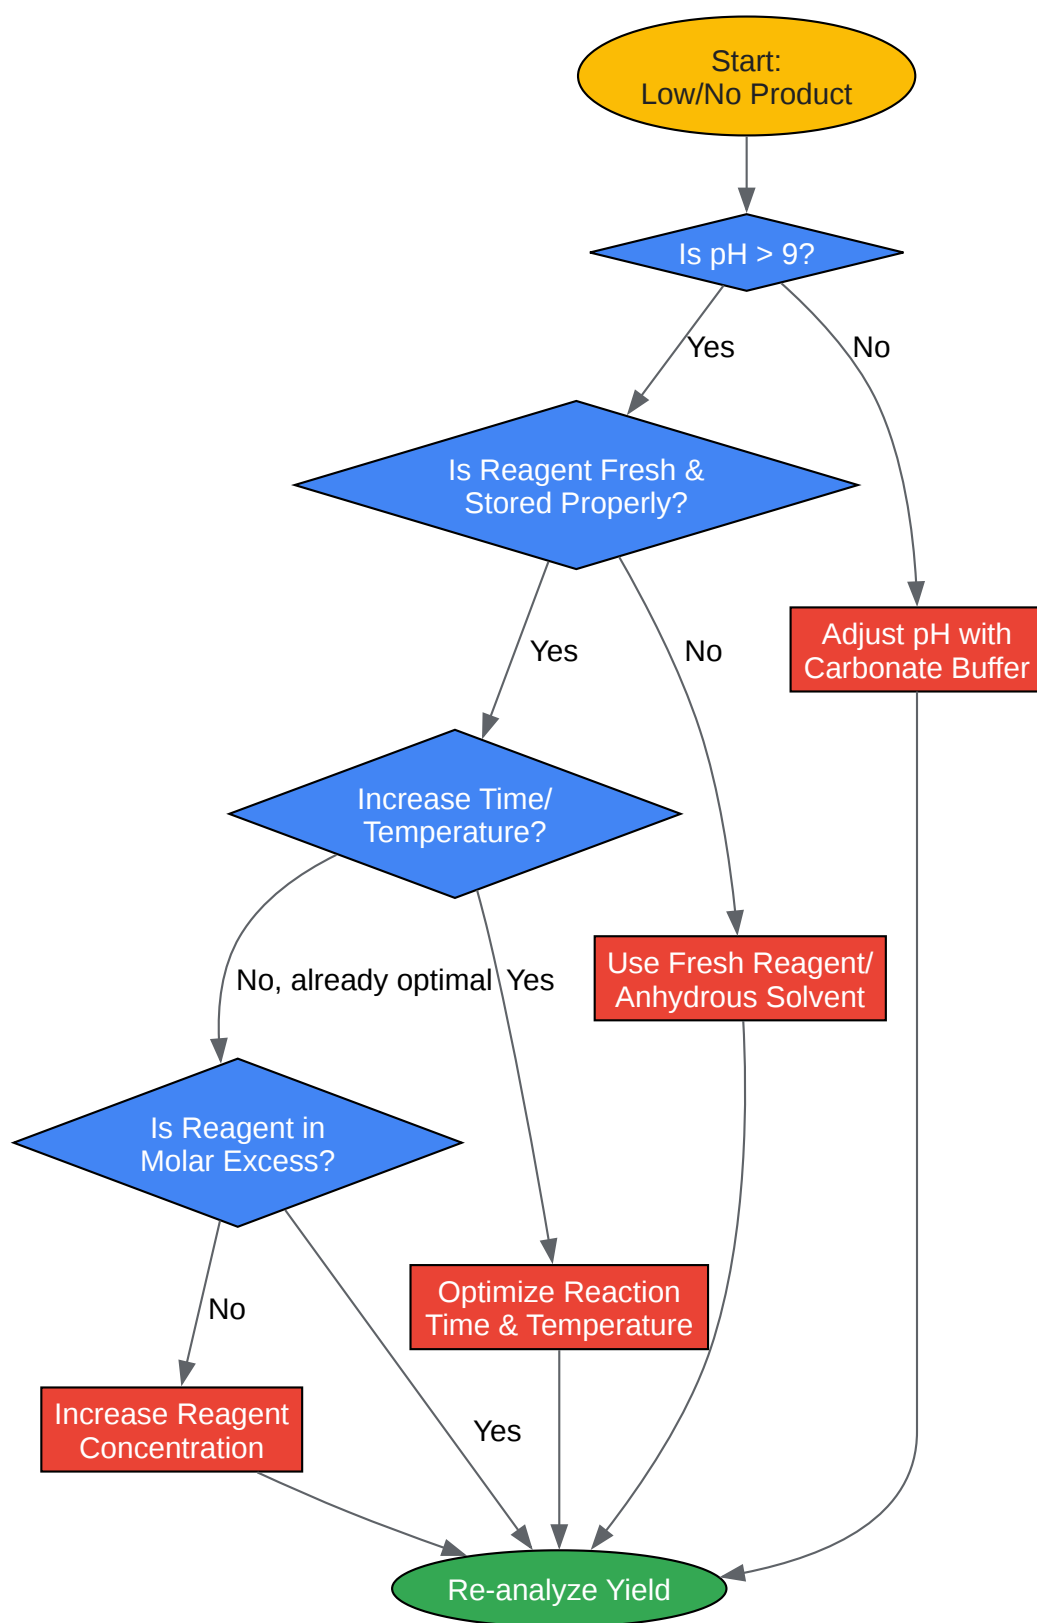 Start:
Low/No Product
Is pH > 9?
Yes
No
Is Reagent Fresh &
Stored Properly?
Yes
No
Adjust pH with
Carbonate Buffer
Increase Time/
Temperature?
No, already optimal
Yes
Use Fresh Reagent/
Anhydrous Solvent
Is Reagent in
Molar Excess?
No
Optimize Reaction
Time & Temperature
Increase Reagent
Concentration
Yes
Re-analyze Yield